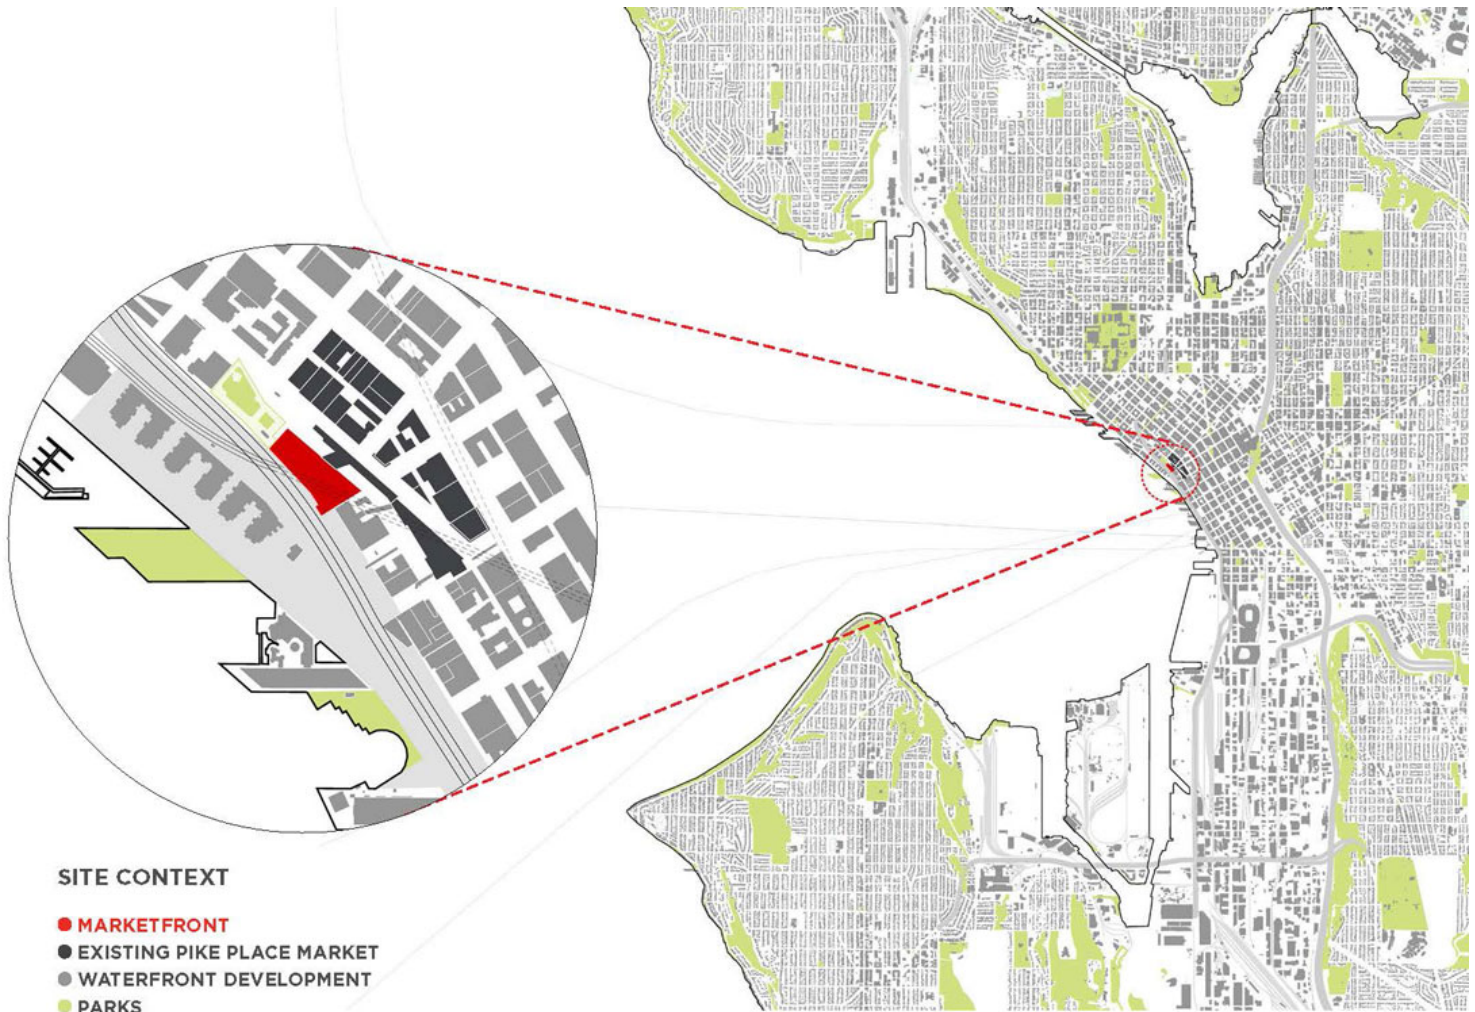 SITE CONTEXT
MARKETFRONT
EXISTING PIKE PLACE MARKET
WATERFRONT DEVELOPMENT
PARKS